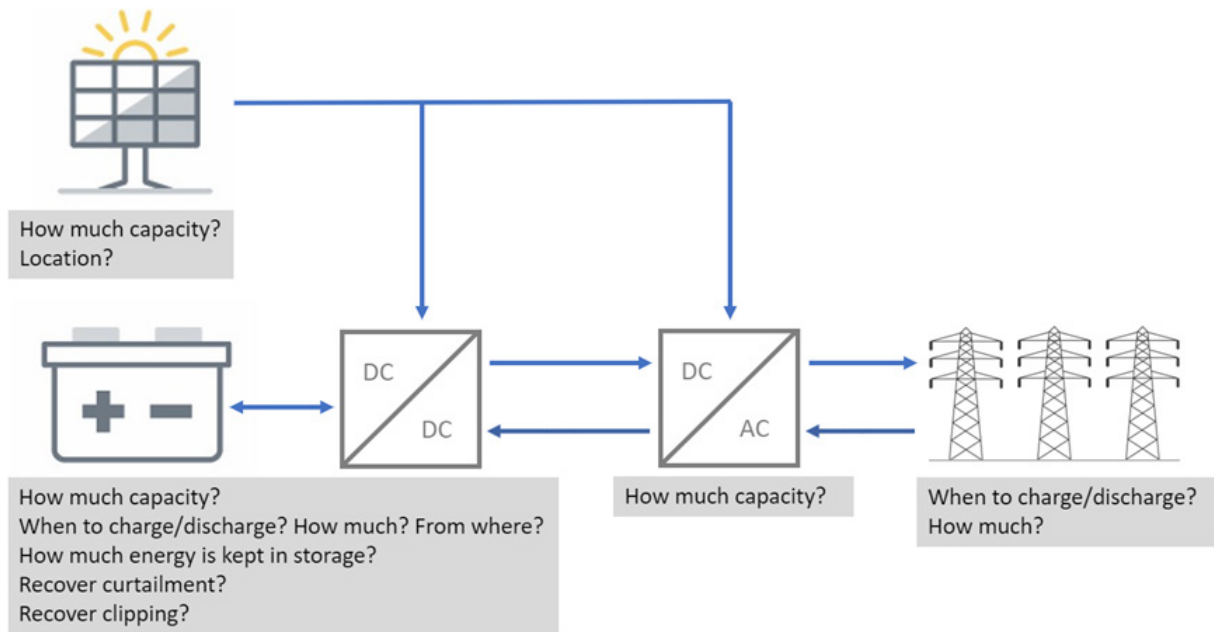 How much capacity?
Location?
DC
DC
DC
AC
How much capacity?
When to charge/discharge? How much? From where?
How much energy is kept in storage?
Recover curtailment?
Recover clipping?
How much capacity?
When to charge/discharge?
How much?